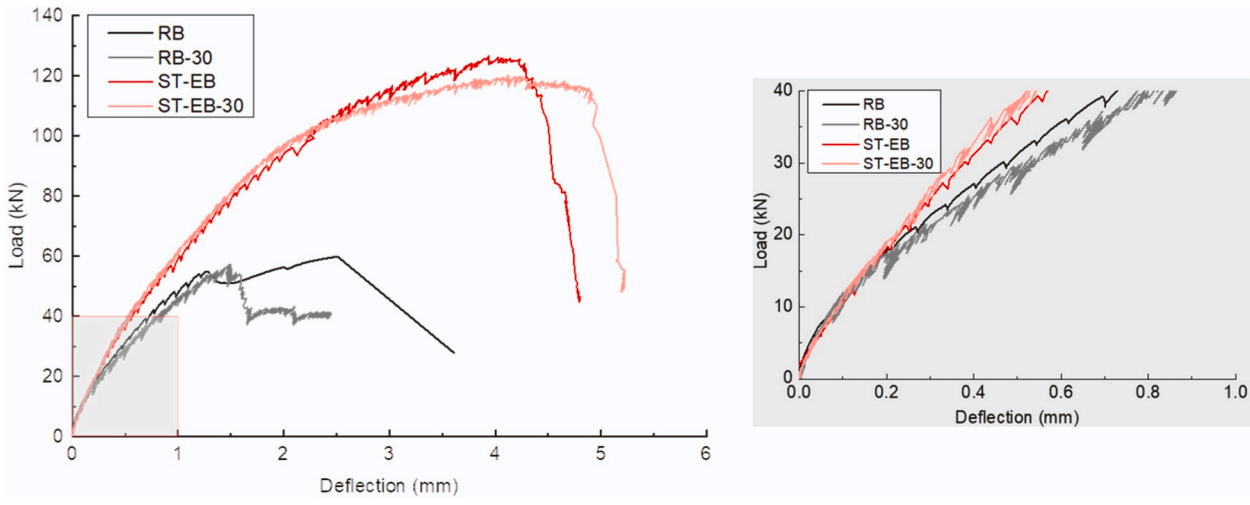 140
120
100
80
60
40
20
0
Load (kN)
RB
RB-30
ST-EB
ST-EB-30
0 1 2 3 4 5 6
Deflection (mm)
40
30
20
10
0
Load (kN)
RB
RB-30
ST-EB
ST-EB-30
0.0 0.2 0.4 0.6 0.8 1.0
Deflection (mm)